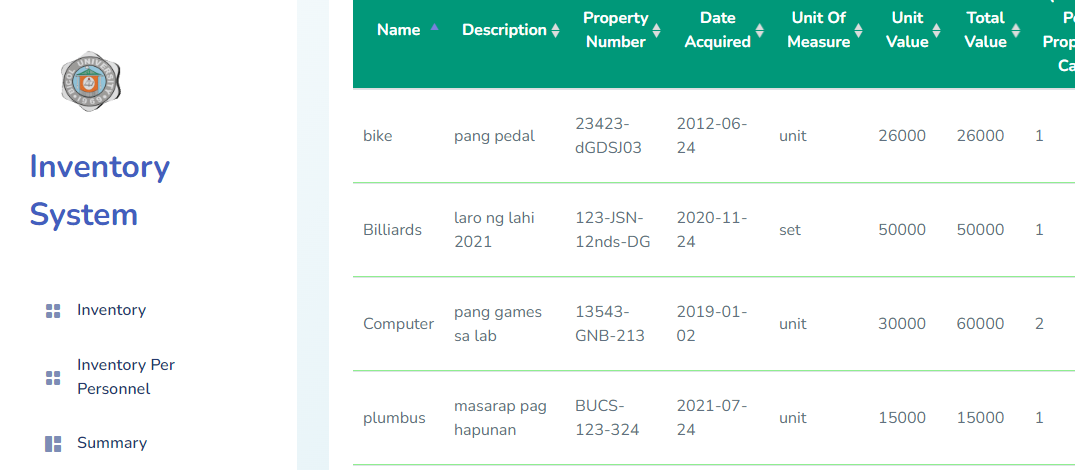 Inventory
System
Inventory
Inventory Per
Personnel
Summary
Name
Description
Property
Number
Date
Acquired
Unit Of
Measure
Unit
Value
Total
Value
bike
pang pedal
23423-
dGDSJ03
2012-06-
24
unit
26000
26000
1
Billiards
laro ng lahi
2021
123-JSN-
12nds-DG
2020-11-
24
set
50000
50000
1
Computer
pang games
sa lab
13543-
GNB-213
2019-01-
02
unit
30000
60000
2
plumbus
masarap pag
hapunan
BUCS-
123-324
2021-07-
24
unit
15000
15000
1